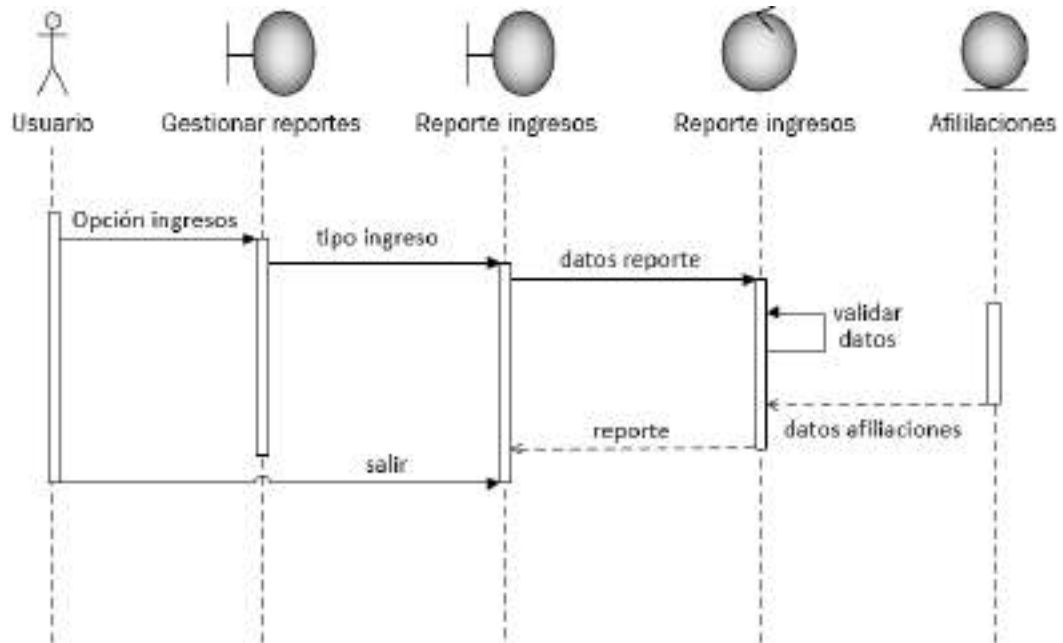 Usuario
Gestionar reportes
Reporte ingresos
Reporte ingresos
Afililaciones
Opción ingresos
tipo ingreso
datos reporte
validar
datos
datos afiliaciones
reporte
salir